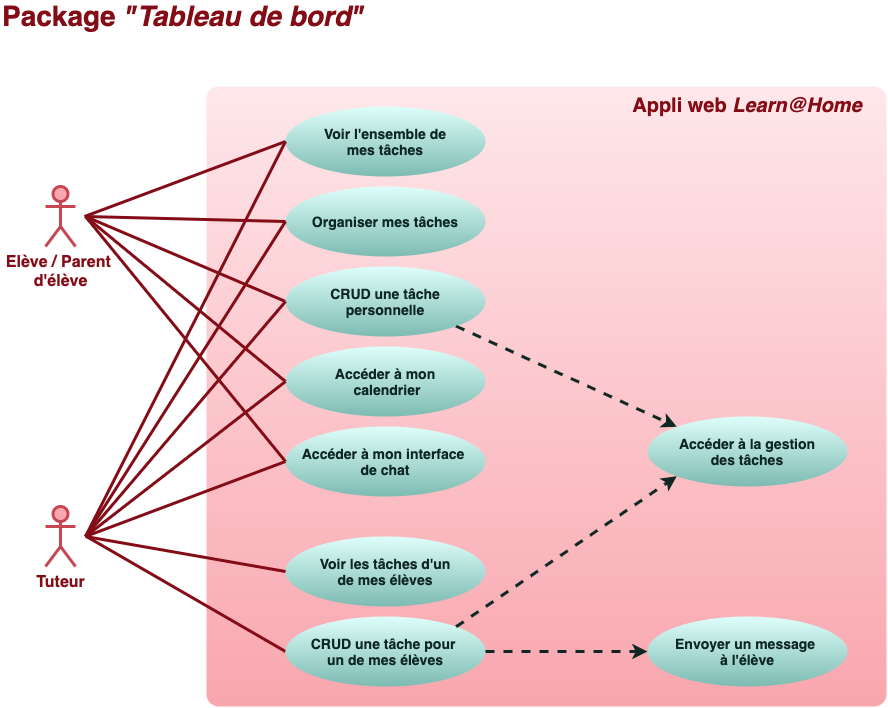 Package "Tableau de bord"
Appli web Learn@Home
Voir l'ensemble de
mes tâches
Organiser mes tâches
Elève / Parent
d'élève
CRUD une tâche
personnelle
Accéder à mon
calendrier
Accéder à mon interface
de chat
Accéder à la gestion
des tâches
Tuteur
Voir les tâches d'un
de mes élèves
CRUD une tâche pour
un de mes élèves
Envoyer un message
à l'élève